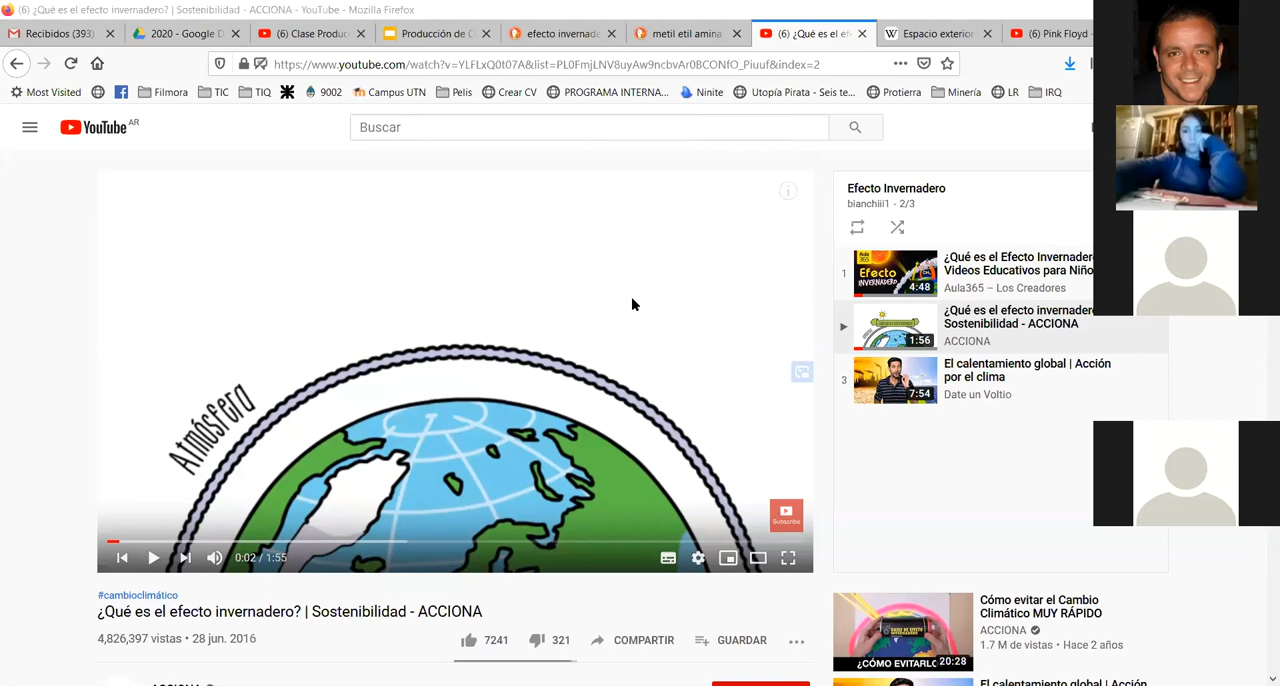 (6) ¿Qué es el efecto invernadero? | Sostenibilidad - ACCIONA - YouTube - Mozilla Firefox
Recibidos (393)
2020 - Google D
(6) Clase Produc
Producción de C
efecto invernade
metil etil amina
(6) ¿Qué es el ef
Espacio exterior
(6) Pink Floyd -
https://www.youtube.com/watch?v=YLFLxQ0t07A&list=PL0FmjLNV8uyAw9ncbvAr0BCONfO_Piuuf&index=2
Most Visited
Filmora
TIC
TIQ
9002
Campus UTN
Pelis
Crear CV
PROGRAMA INTERNA...
Ninite
Utopía Pirata - Seis te...
Protierra
Minería
LR
IRQ
YouTube AR
Buscar
Atmósfera
Subscribe
0:02 / 1:55
Efecto Invernadero
bianchiii1 - 2/3
1
Aula 365
Efecto
INVERNADERO
4:48
¿Qué es el Efecto Invernader
Videos Educativos para Niño
Aula365 – Los Creadores
1:56
¿Qué es el efecto invernader
Sostenibilidad - ACCIONA
ACCIONA
3
7:54
El calentamiento global | Acción
por el clima
Date un Voltio
#cambioclimático
¿Qué es el efecto invernadero? | Sostenibilidad - ACCIONA
4,826,397 vistas • 28 jul. 2016
7241
321
COMPARTIR
GUARDAR
¿CÓMO EVITARLO
20:28
Cómo evitar el Cambio
Climático MUY RÁPIDO
ACCIONA
1.7 M de vistas • Hace 2 años
ACCIONA
El calentamiento global | Acción